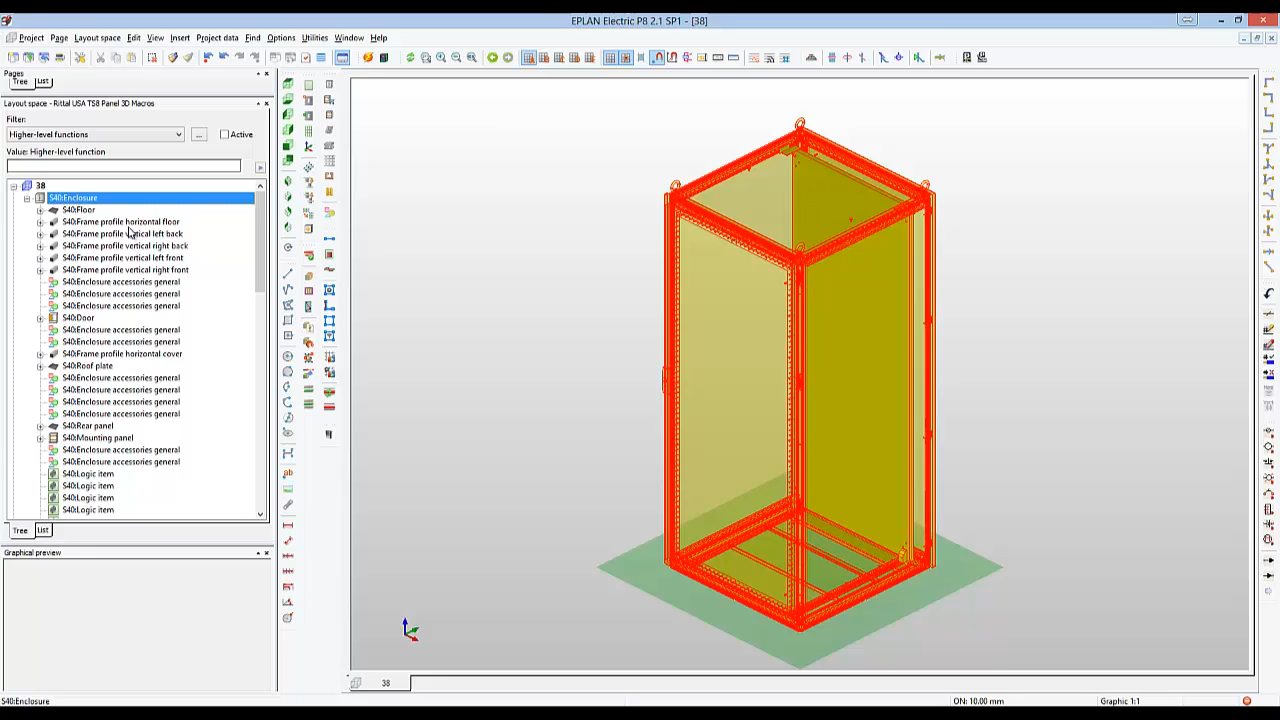 EPLAN Electric P8 2.1 SP1 - [38]
Project Page Layout space Edit View Insert Project data Find Options Utilities Window Help
Pages
Tree List
Layout space - Rittal USA TS8 Panel 3D Macros
Filter:
Higher-level functions ... Active
Value: Higher-level function
38
S40:Enclosure
S40:Floor
S40:Frame profile horizontal floor
S40:Frame profile vertical left back
S40:Frame profile vertical right back
S40:Frame profile vertical left front
S40:Frame profile vertical right front
S40:Enclosure accessories general
S40:Enclosure accessories general
S40:Enclosure accessories general
S40:Door
S40:Enclosure accessories general
S40:Enclosure accessories general
S40:Frame profile horizontal cover
S40:Roof plate
S40:Enclosure accessories general
S40:Enclosure accessories general
S40:Enclosure accessories general
S40:Enclosure accessories general
S40:Rear panel
S40:Mounting panel
S40:Enclosure accessories general
S40:Enclosure accessories general
S40:Logic item
S40:Logic item
S40:Logic item
S40:Logic item
Tree List
Graphical preview
38
S40:Enclosure ON: 10.00 mm Graphic 1:1